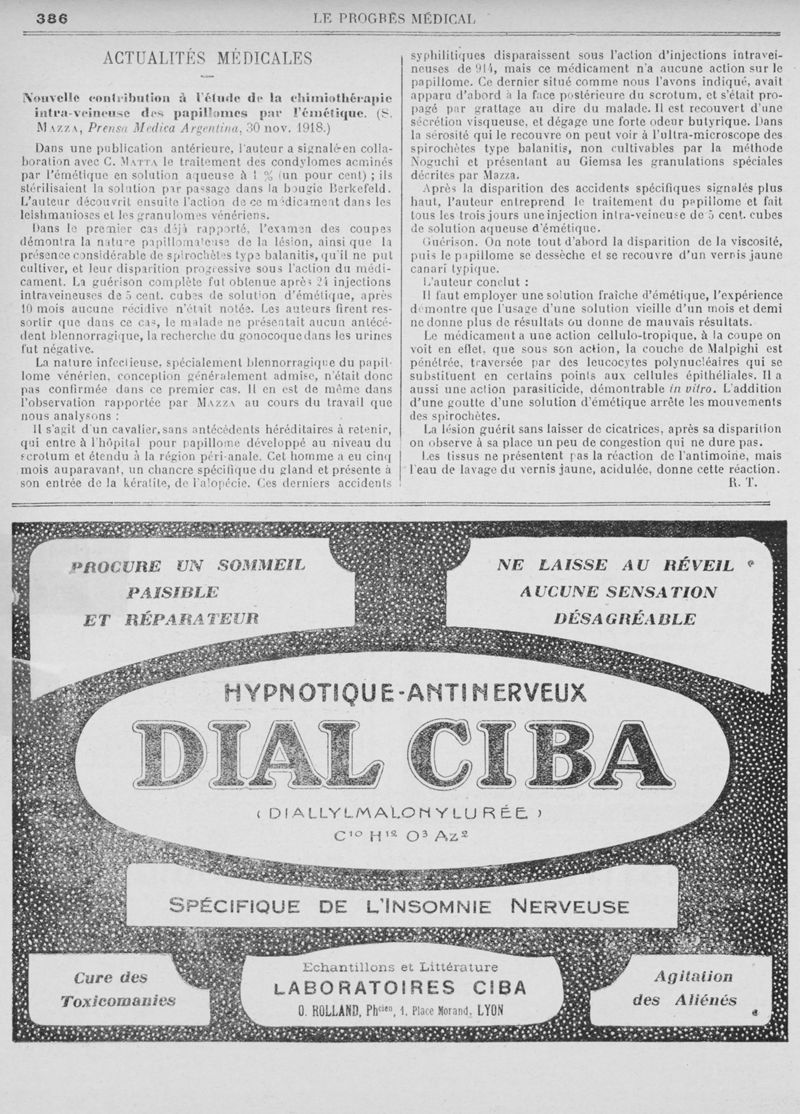 386
LE PROGRÈS MÉDICAL
ACTUALITÉS MÉDICALES
Nouvelle contribution à l'étude de la chimiothérapie
intra-veineuse des papillomes par l'émétique. (S.
MAZZA, Prensa Medica Argentina, 30 nov. 1918.)
Dans une publication antérieure, l'auteur a signalé en colla-
boration avec C. MATTA le traitement des condylomes acminés
par l'émétique en solution aqueuse à 1 % (un pour cent) ; ils
stérilisaient la solution par passage dans la bougie Berkefeld.
L'auteur découvrit ensuite l'action de ce médicament dans les
leishmanioses et les granulomes vénériens.
Dans le premier cas déjà rapporté, l'examen des coupes
démontra la nature papillomateuse de la lésion, ainsi que la
présence considérable de spirochètes type balanitis, qu'il ne put
cultiver, et leur disparition progressive sous l'action du médi-
cament. La guérison complète fut obtenue après 24 injections
intraveineuses de 5 cent. cubes de solution d'émétique, après
10 mois aucune récidive n'était notée. Les auteurs firent res-
sortir que dans ce cas, le malade ne présentait aucun antécé-
dent blennorragique, la recherche du gonocoque dans les urines
fut négative.
La nature infectieuse, spécialement blennorragique du papil-
lome vénérien, conception généralement admise, n'était donc
pas confirmée dans ce premier cas. Il en est de même dans
l'observation rapportée par MAZZA au cours du travail que
nous analysons :
Il s'agit d'un cavalier, sans antécédents héréditaires à retenir,
qui entre à l'hôpital pour papillome développé au niveau du
scrotum et étendu à la région péri-anale. Cet homme a eu cinq
mois auparavant, un chancre spécifique du gland et présente à
son entrée de la kératite, de l'alopécie. Ces derniers accidents
syphilitiques disparaissent sous l'action d'injections intravei-
neuses de 914, mais ce médicament n'a aucune action sur le
papillome. Ce dernier situé comme nous l'avons indiqué, avait
apparu d'abord à la face postérieure du scrotum, et s'était pro-
pagé par grattage au dire du malade. Il est recouvert d'une
sécrétion visqueuse, et dégage une forte odeur butyrique. Dans
la sérosité qui le recouvre on peut voir à l'ultra-microscope des
spirochètes type balanitis, non cultivables par la méthode
Noguchi et présentant au Giemsa les granulations spéciales
décrites par Mazza.
Après la disparition des accidents spécifiques signalés plus
haut, l'auteur entreprend le traitement du papillome et fait
tous les trois jours une injection intra-veineuse de 5 cent. cubes
de solution aqueuse d'émétique.
Guérison. On note tout d'abord la disparition de la viscosité,
puis le papillome se dessèche et se recouvre d'un vernis jaune
canari typique.
L'auteur conclut :
Il faut employer une solution fraîche d'émétique, l'expérience
démontre que l'usage d'une solution vieille d'un mois et demi
ne donne plus de résultats ou donne de mauvais résultats.
Le médicament a une action cellulo-tropique, à la coupe on
voit en effet, que sous son action, la couche de Malpighi est
pénétrée, traversée par des leucocytes polynucléaires qui se
substituent en certains points aux cellules épithéliales. Il a
aussi une action parasiticide, démontrable in vitro. L'addition
d'une goutte d'une solution d'émétique arrête les mouvements
des spirochètes.
La lésion guérit sans laisser de cicatrices, après sa disparition
on observe à sa place un peu de congestion qui ne dure pas.
Les tissus ne présentent pas la réaction de l'antimoine, mais
l'eau de lavage du vernis jaune, acidulée, donne cette réaction.
R. T.
PROCURE UN SOMMEIL
PAISIBLE
ET RÉPARATEUR
NE LAISSE AU RÉVEIL
AUCUNE SENSATION
DÉSAGRÉABLE
HYPNOTIQUE-ANTINERVEUX
DIAL CIBA
(DIALLYLMALONYLURÉE)
C¹⁰ H¹² O³ Az²
SPÉCIFIQUE DE L'INSOMNIE NERVEUSE
Cure des
Toxicomanies
Echantillons et Littérature
LABORATOIRES CIBA
O. ROLLAND, Phcien, 1, Place Morand, LYON
Agitation
des Aliénés